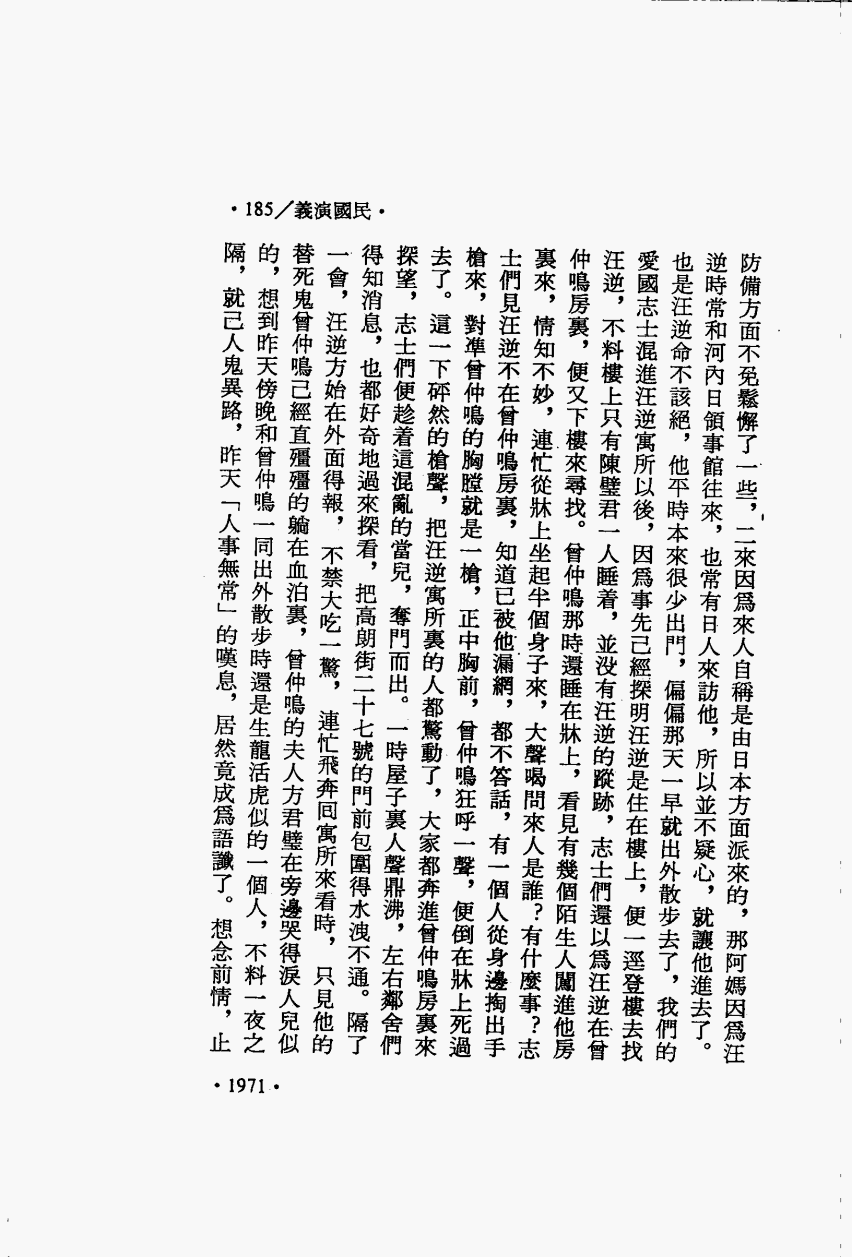 •185／義演國民•
防備方面不免鬆懈了一些，二來因爲來人自稱是由日本方面派來的，那阿媽因爲汪
逆時常和河內日領事館往來，也常有日人來訪他，所以並不疑心，就讓他進去了。
也是汪逆命不該絕，他平時本來很少出門，偏偏那天一早就出外散步去了，我們的
愛國志士混進汪逆寓所以後，因爲事先己經探明汪逆是住在樓上，便一逕登樓去找
汪逆，不料樓上只有陳璧君一人睡着，並没有汪逆的蹤跡，志士們還以爲汪逆在曾
仲鳴房裏，便又下樓來尋找。曾仲鳴那時還睡在牀上，看見有幾個陌生人闖進他房
裏來，情知不妙，連忙從牀上坐起半個身子來，大聲喝問來人是誰？有什麼事？志
士們見汪逆不在曾仲鳴房裏，知道已被他漏網，都不答話，有一個人從身邊掏出手
槍來，對準曾仲鳴的胸膛就是一槍，正中胸前，曾仲鳴狂呼一聲，便倒在牀上死過
去了。這一下砰然的槍聲，把汪逆寓所裏的人都驚動了，大家都奔進曾仲鳴房裏來
探望，志士們便趁着這混亂的當兒，奪門而出。一時屋子裏人聲鼎沸，左右鄰舍們
得知消息，也都好奇地過來探看，把高朗街二十七號的門前包圍得水洩不通。隔了
一會，汪逆方始在外面得報，不禁大吃一驚，連忙飛奔囘寓所來看時，只見他的
替死鬼曾仲鳴己經直殭殭的躺在血泊裏，曾仲鳴的夫人方君璧在旁邊哭得淚人兒似
的，想到昨天傍晚和曾仲鳴一同出外散步時還是生龍活虎似的一個人，不料一夜之
隔，就己人鬼異路，昨天「人事無常」的嘆息，居然竟成爲語讖了。想念前情，止
•1971•